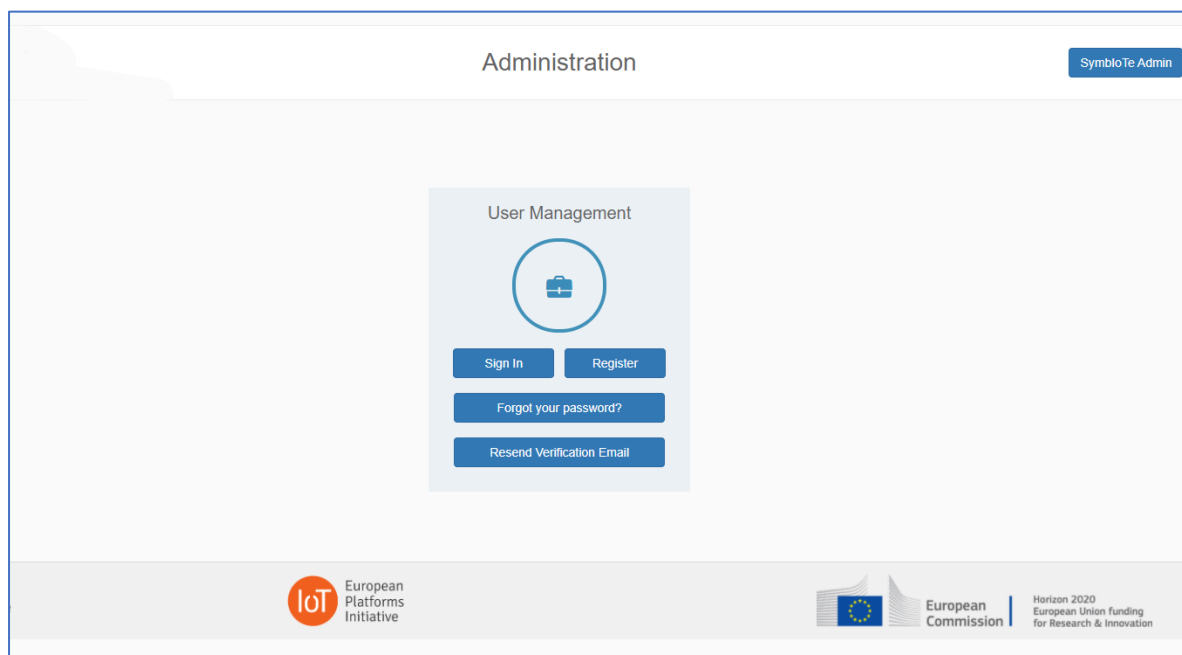 Administration
SymbIoTe Admin
User Management
Sign In
Register
Forgot your password?
Resend Verification Email
IoT
European
Platforms
Initiative
European
Commission
Horizon 2020
European Union funding
for Research & Innovation